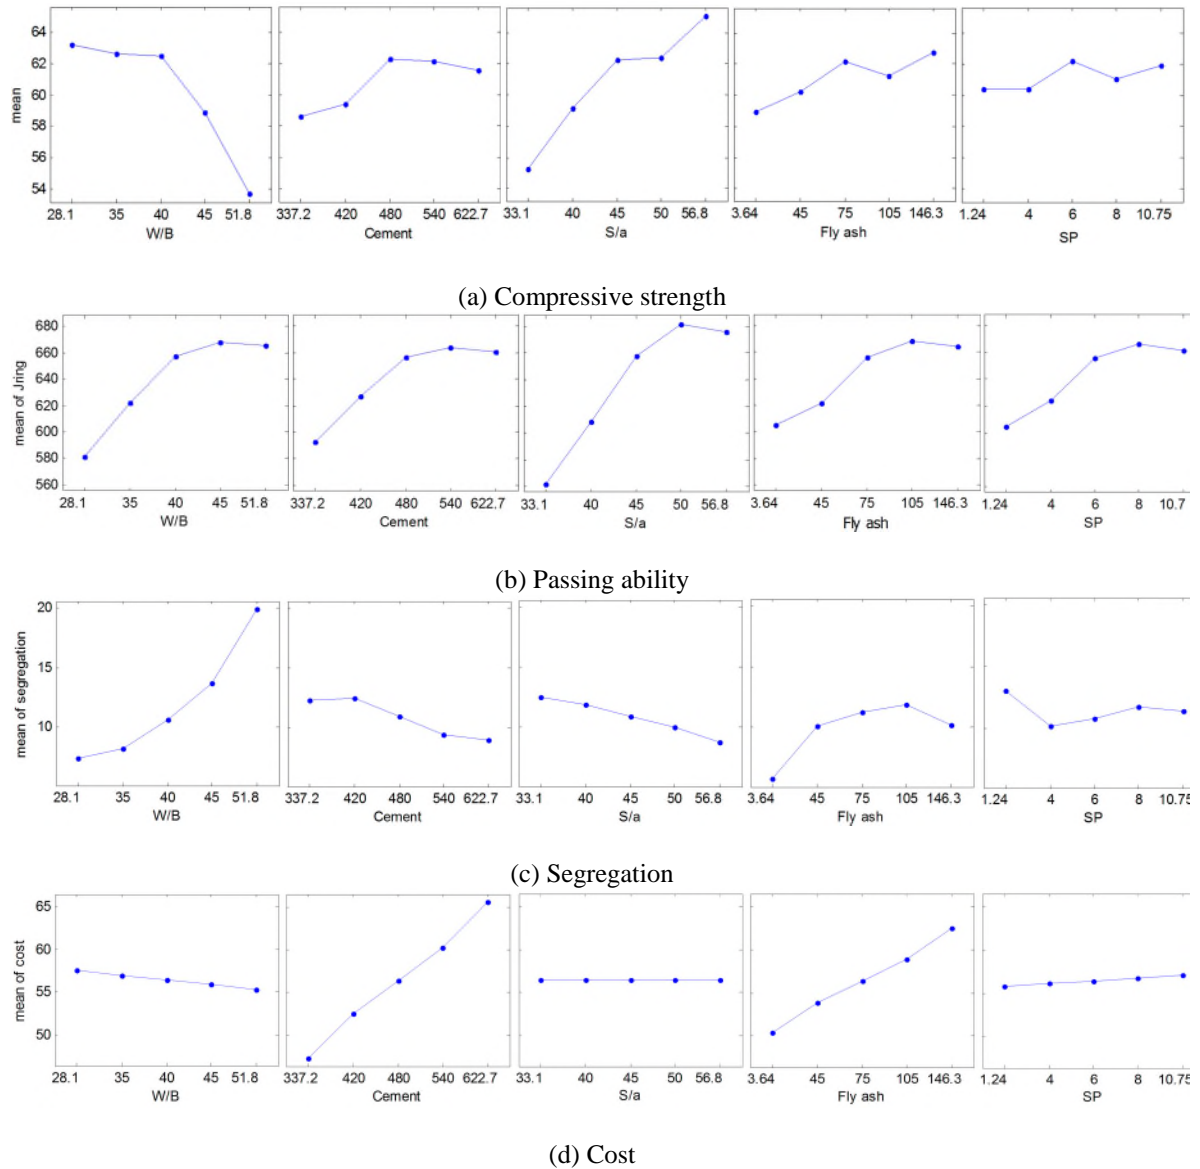 64
62
60
58
56
54
mean
28.1 35 40 45 51.8
W/B
337.2 420 480 540 622.7
Cement
33.1 40 45 50 56.8
S/a
3.64 45 75 105 146.3
Fly ash
1.24 4 6 8 10.75
SP
(a) Compressive strength
680
660
640
620
600
580
560
mean of Jring
28.1 35 40 45 51.8
W/B
337.2 420 480 540 622.7
Cement
33.1 40 45 50 56.8
S/a
3.64 45 75 105 146.3
Fly ash
1.24 4 6 8 10.7
SP
(b) Passing ability
20
15
10
mean of segregation
28.1 35 40 45 51.8
W/B
337.2 420 480 540 622.7
Cement
33.1 40 45 50 56.8
S/a
3.64 45 75 105 146.3
Fly ash
1.24 4 6 8 10.75
SP
(c) Segregation
65
60
55
50
mean of cost
28.1 35 40 45 51.8
W/B
337.2 420 480 540 622.7
Cement
33.1 40 45 50 56.8
S/a
3.64 45 75 105 146.3
Fly ash
1.24 4 6 8 10.75
SP
(d) Cost